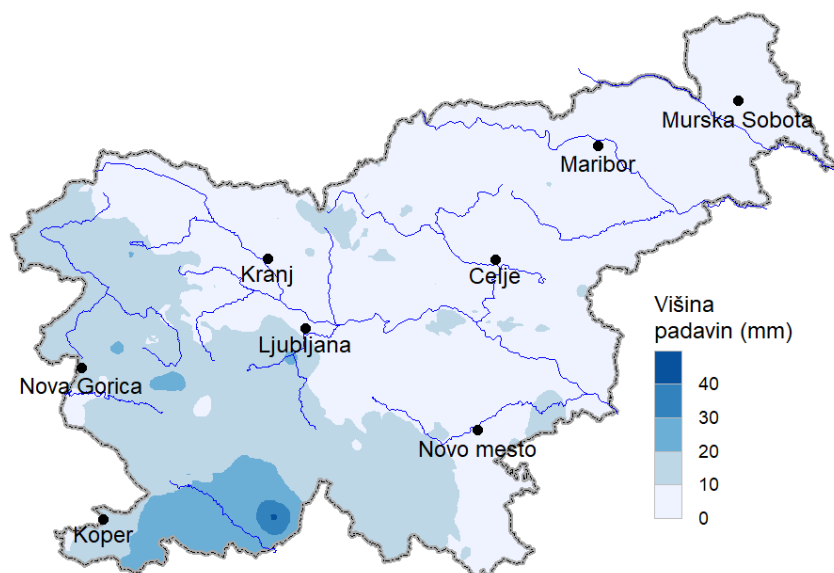 Murska Sobota
Maribor
Kranj
Celje
Ljubljana
Nova Gorica
Novo mesto
Koper
Višina
padavin (mm)
40
30
20
10
0